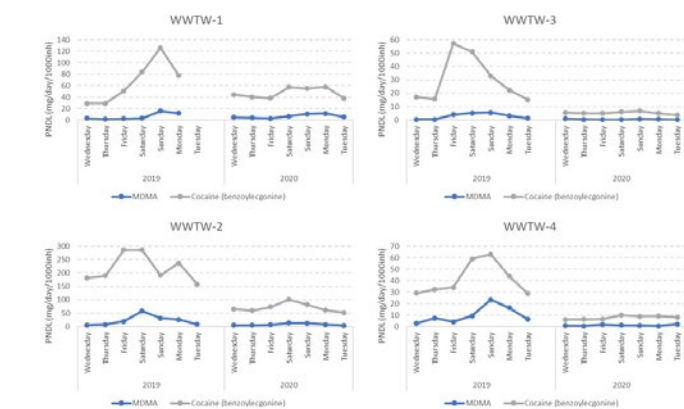 WWTW-1
PNDL (mg/day/1000inh)
140
120
100
80
60
40
20
0
Wednesday
Thursday
Friday
Saturday
Sunday
Monday
Tuesday
Wednesday
Thursday
Friday
Saturday
Sunday
Monday
Tuesday
2019
2020
MDMA
Cocaine (benzoylecgonine)
WWTW-3
PNDL (mg/day/1000inh)
60
50
40
30
20
10
0
Wednesday
Thursday
Friday
Saturday
Sunday
Monday
Tuesday
Wednesday
Thursday
Friday
Saturday
Sunday
Monday
Tuesday
2019
2020
MDMA
Cocaine (benzoylecgonine)
WWTW-2
PNDL (mg/day/1000inh)
300
250
200
150
100
50
0
Wednesday
Thursday
Friday
Saturday
Sunday
Monday
Tuesday
Wednesday
Thursday
Friday
Saturday
Sunday
Monday
Tuesday
2019
2020
MDMA
Cocaine (benzoylecgonine)
WWTW-4
PNDL (mg/day/1000inh)
70
60
50
40
30
20
10
0
Wednesday
Thursday
Friday
Saturday
Sunday
Monday
Tuesday
Wednesday
Thursday
Friday
Saturday
Sunday
Monday
Tuesday
2019
2020
MDMA
Cocaine (benzoylecgonine)